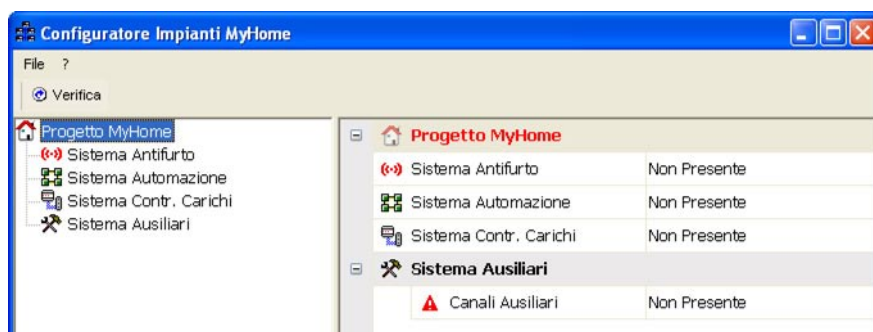 Configuratore Impianti MyHome
File ?
Verifica
Progetto MyHome
Sistema Antifurto
Sistema Automazione
Sistema Contr. Carichi
Sistema Ausiliari
Progetto MyHome
Sistema Antifurto Non Presente
Sistema Automazione Non Presente
Sistema Contr. Carichi Non Presente
Sistema Ausiliari
Canali Ausiliari Non Presente